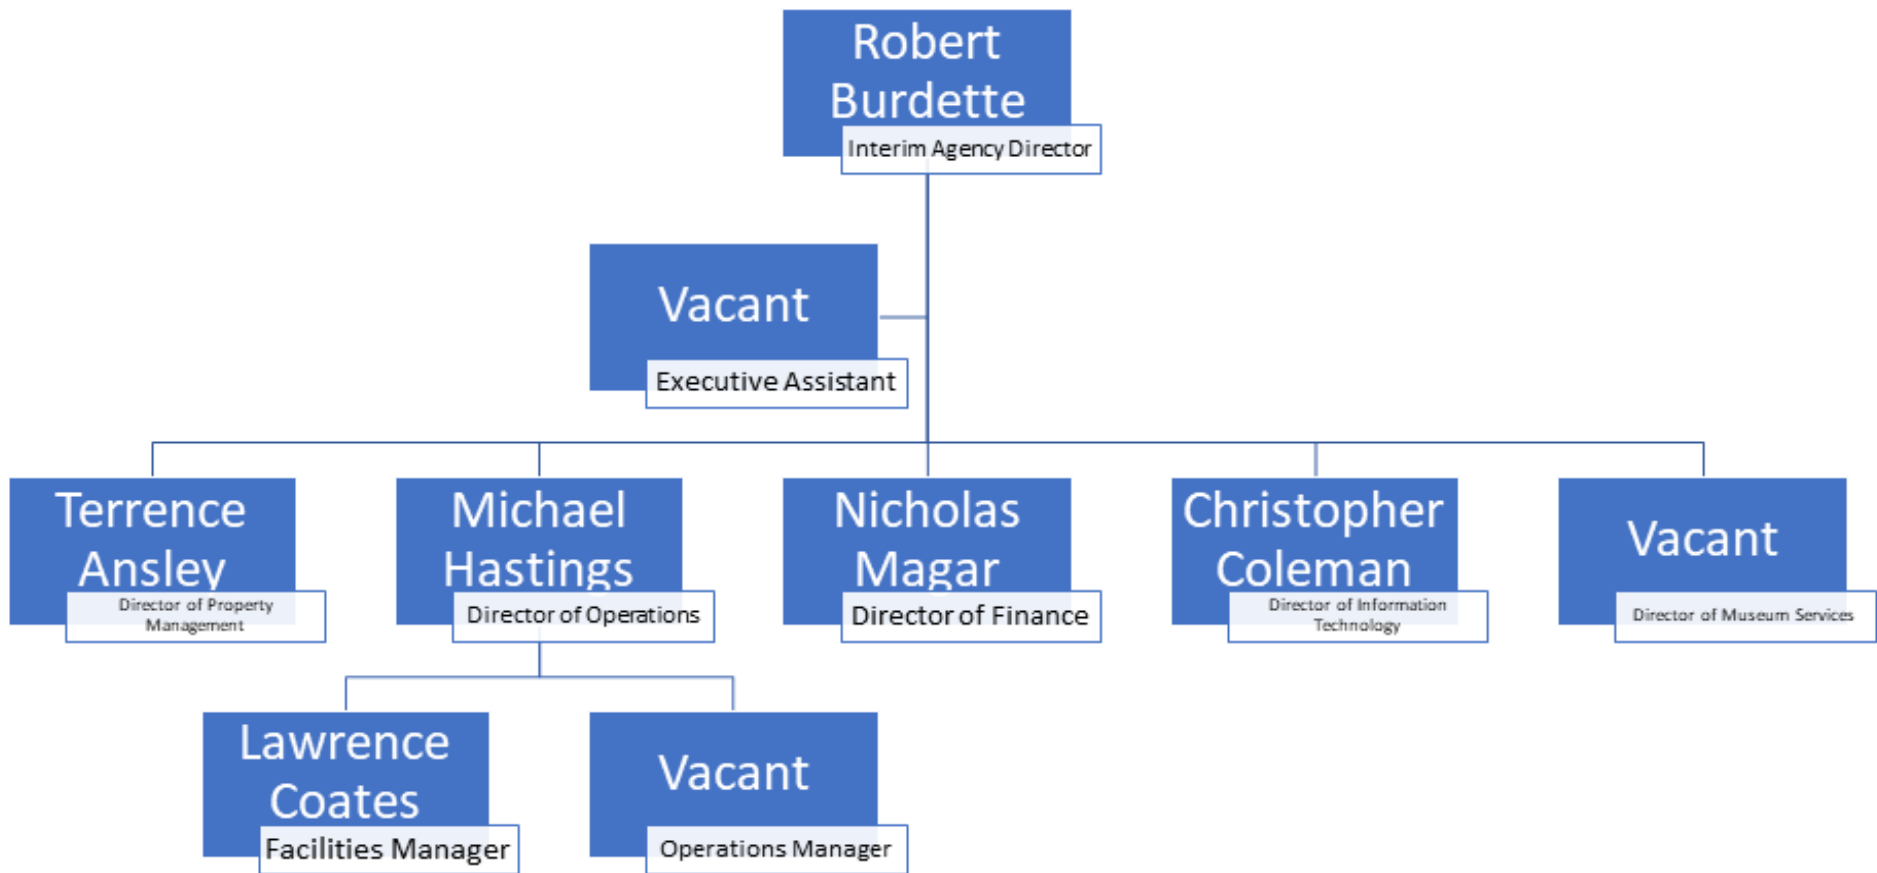 Robert
Burdette
Interim Agency Director
Vacant
Executive Assistant
Terrence
Ansley
Director of Property
Management
Michael
Hastings
Director of Operations
Nicholas
Magar
Director of Finance
Christopher
Coleman
Director of Information
Technology
Vacant
Director of Museum Services
Lawrence
Coates
Facilities Manager
Vacant
Operations Manager